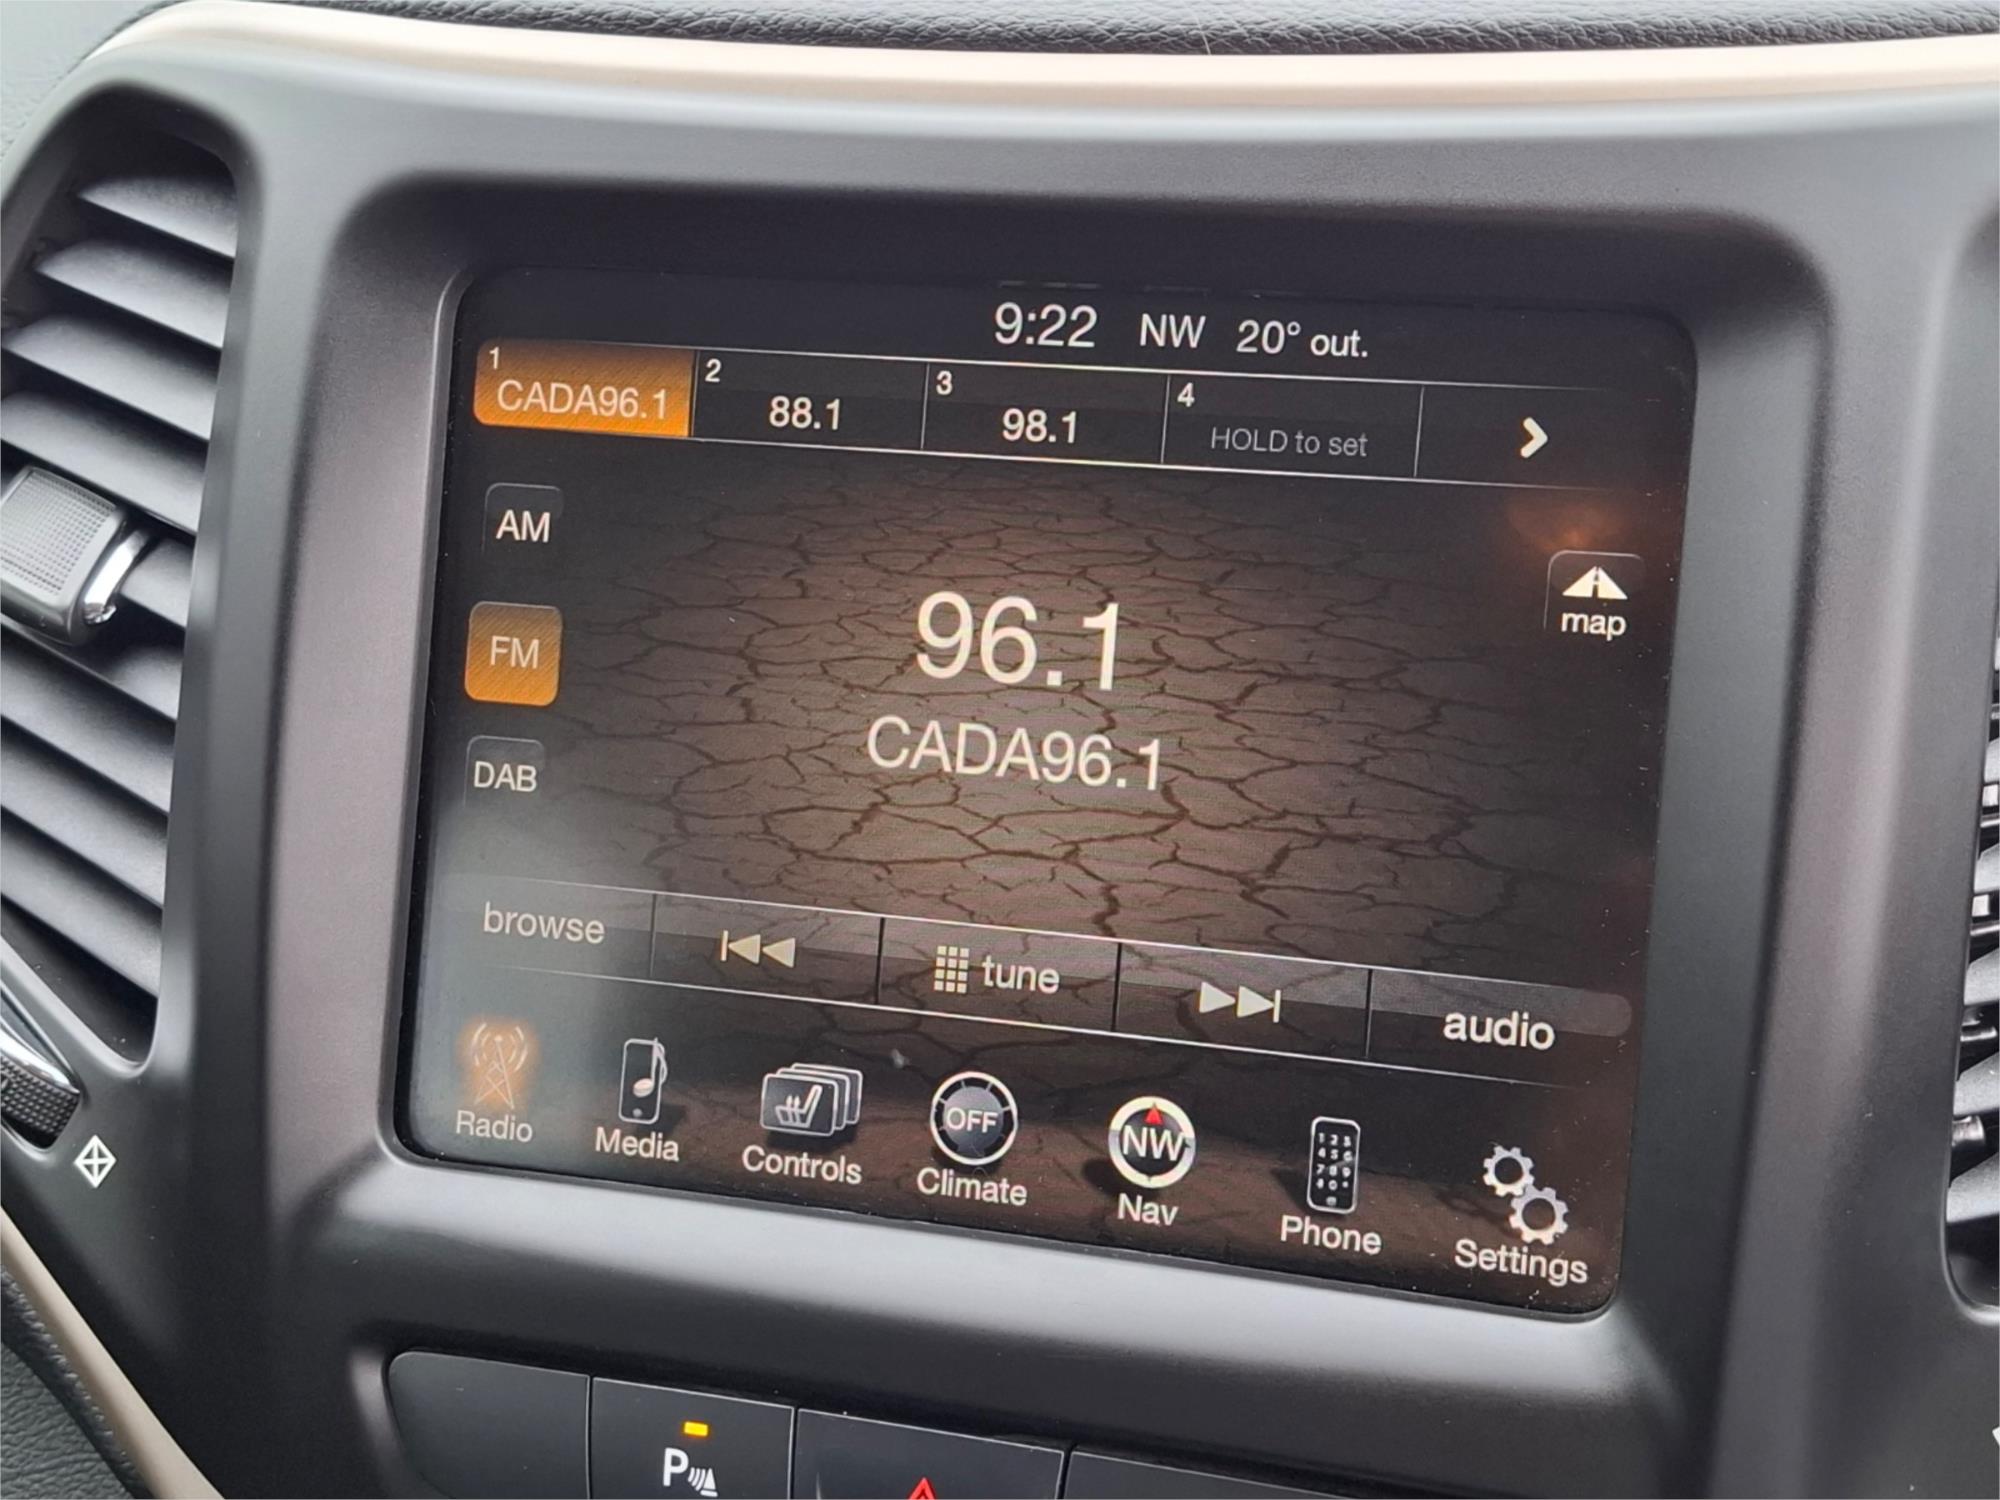 9:22 NW 20° out.
1 CADA96.1
2 88.1
3 98.1
4 HOLD to set
AM
FM
DAB
map
96.1
CADA96.1
browse
tune
audio
Radio
Media
Controls
OFF
Climate
NW
Nav
Phone
Settings
P